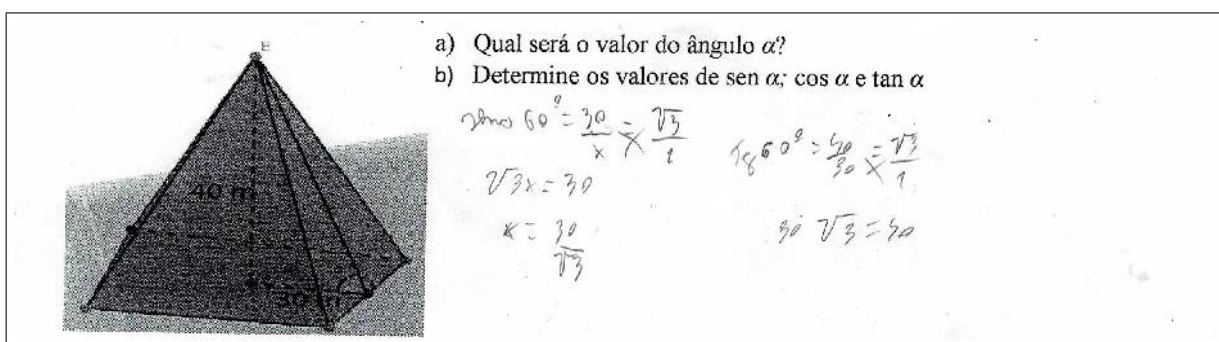 E
a) Qual será o valor do ângulo α?
b) Determine os valores de sen α; cos α e tan α
40 m
30 m
60° = 30/x = √3/1
√3x = 30
x = 30/√3
Tg 60° = 40/30 = √3/1
30 √3 = 40